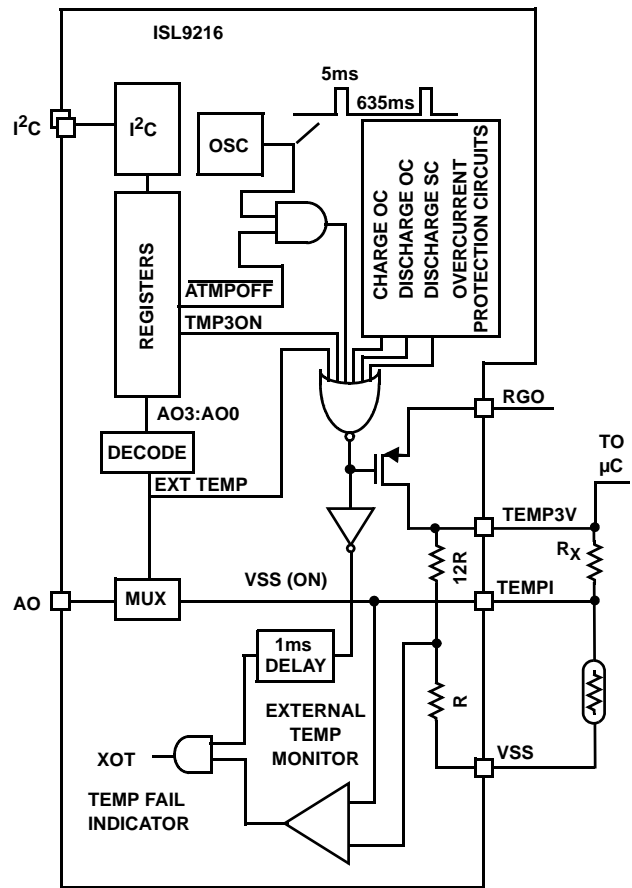 ISL9216
5ms
635ms
I²C
I²C
OSC
CHARGE OC
DISCHARGE OC
DISCHARGE SC
OVERCURRENT
PROTECTION CIRCUITS
REGISTERS
ATMPOFF
TMP3ON
AO3:AO0
RGO
DECODE
TO
µC
EXT TEMP
TEMP3V
12R
RX
AO
MUX
VSS (ON)
TEMPI
1ms
DELAY
R
EXTERNAL
TEMP
MONITOR
XOT
VSS
TEMP FAIL
INDICATOR